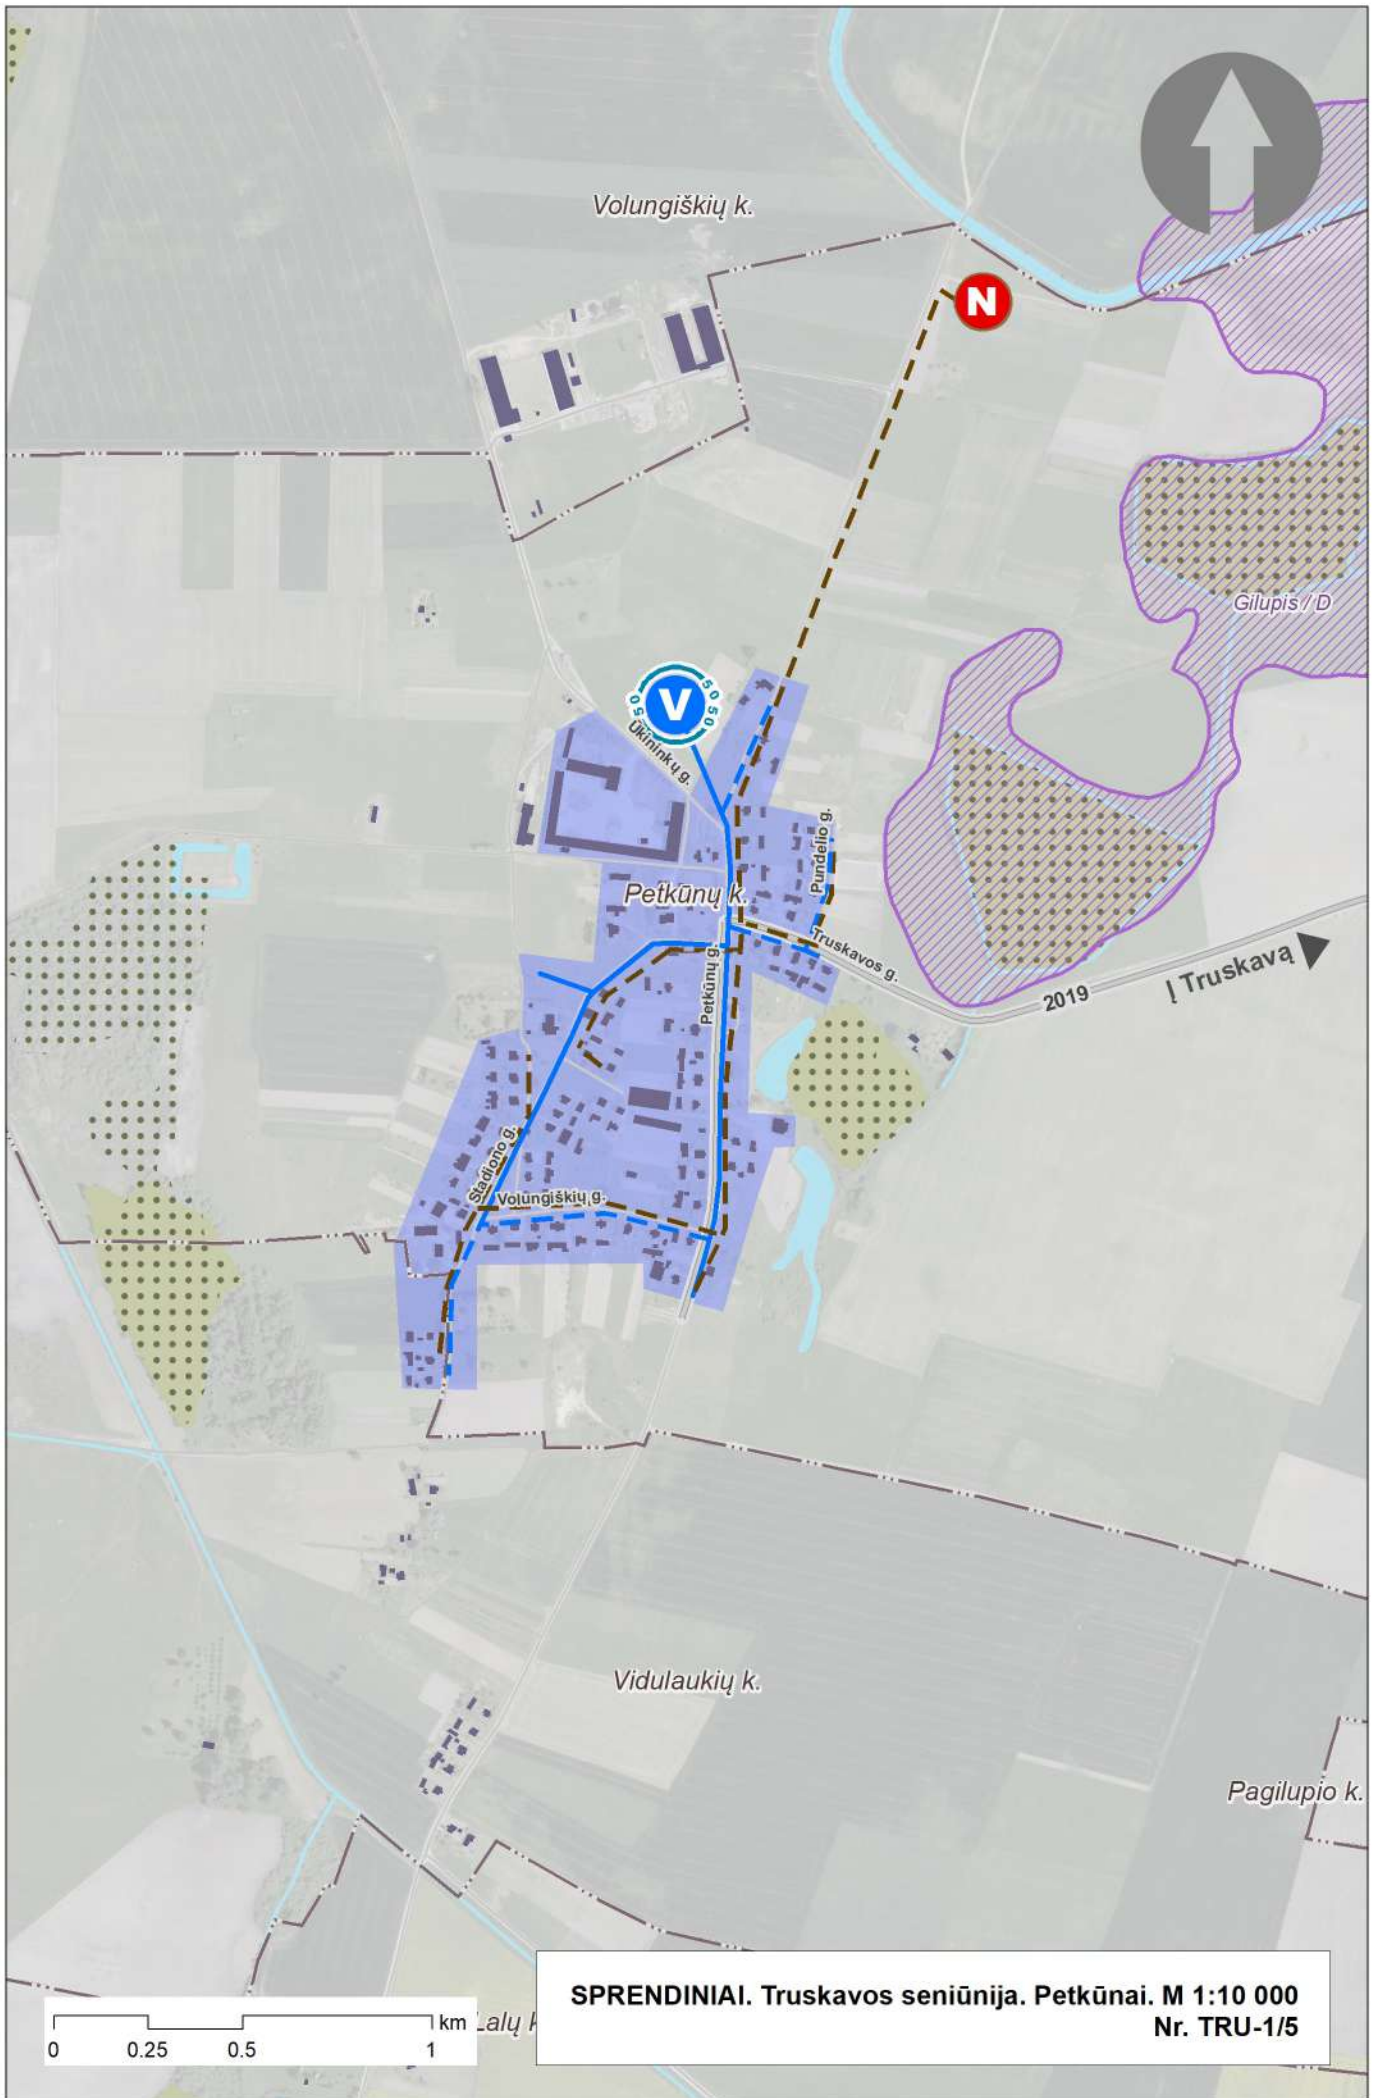 Volungiškių k.
N
Gilupis / D
50 50
50
V
Ūkininkų g.
Pundelio g.
Petkūnų k.
Truskavos g.
Petkūnų g.
2019
Į Truskavą
Stadiono g.
Volungiškių g.
Vidulaukių k.
Pagilupio k.
Lalų k
km
0 0.25 0.5 1
SPRENDINIAI. Truskavos seniūnija. Petkūnai. M 1:10 000
Nr. TRU-1/5